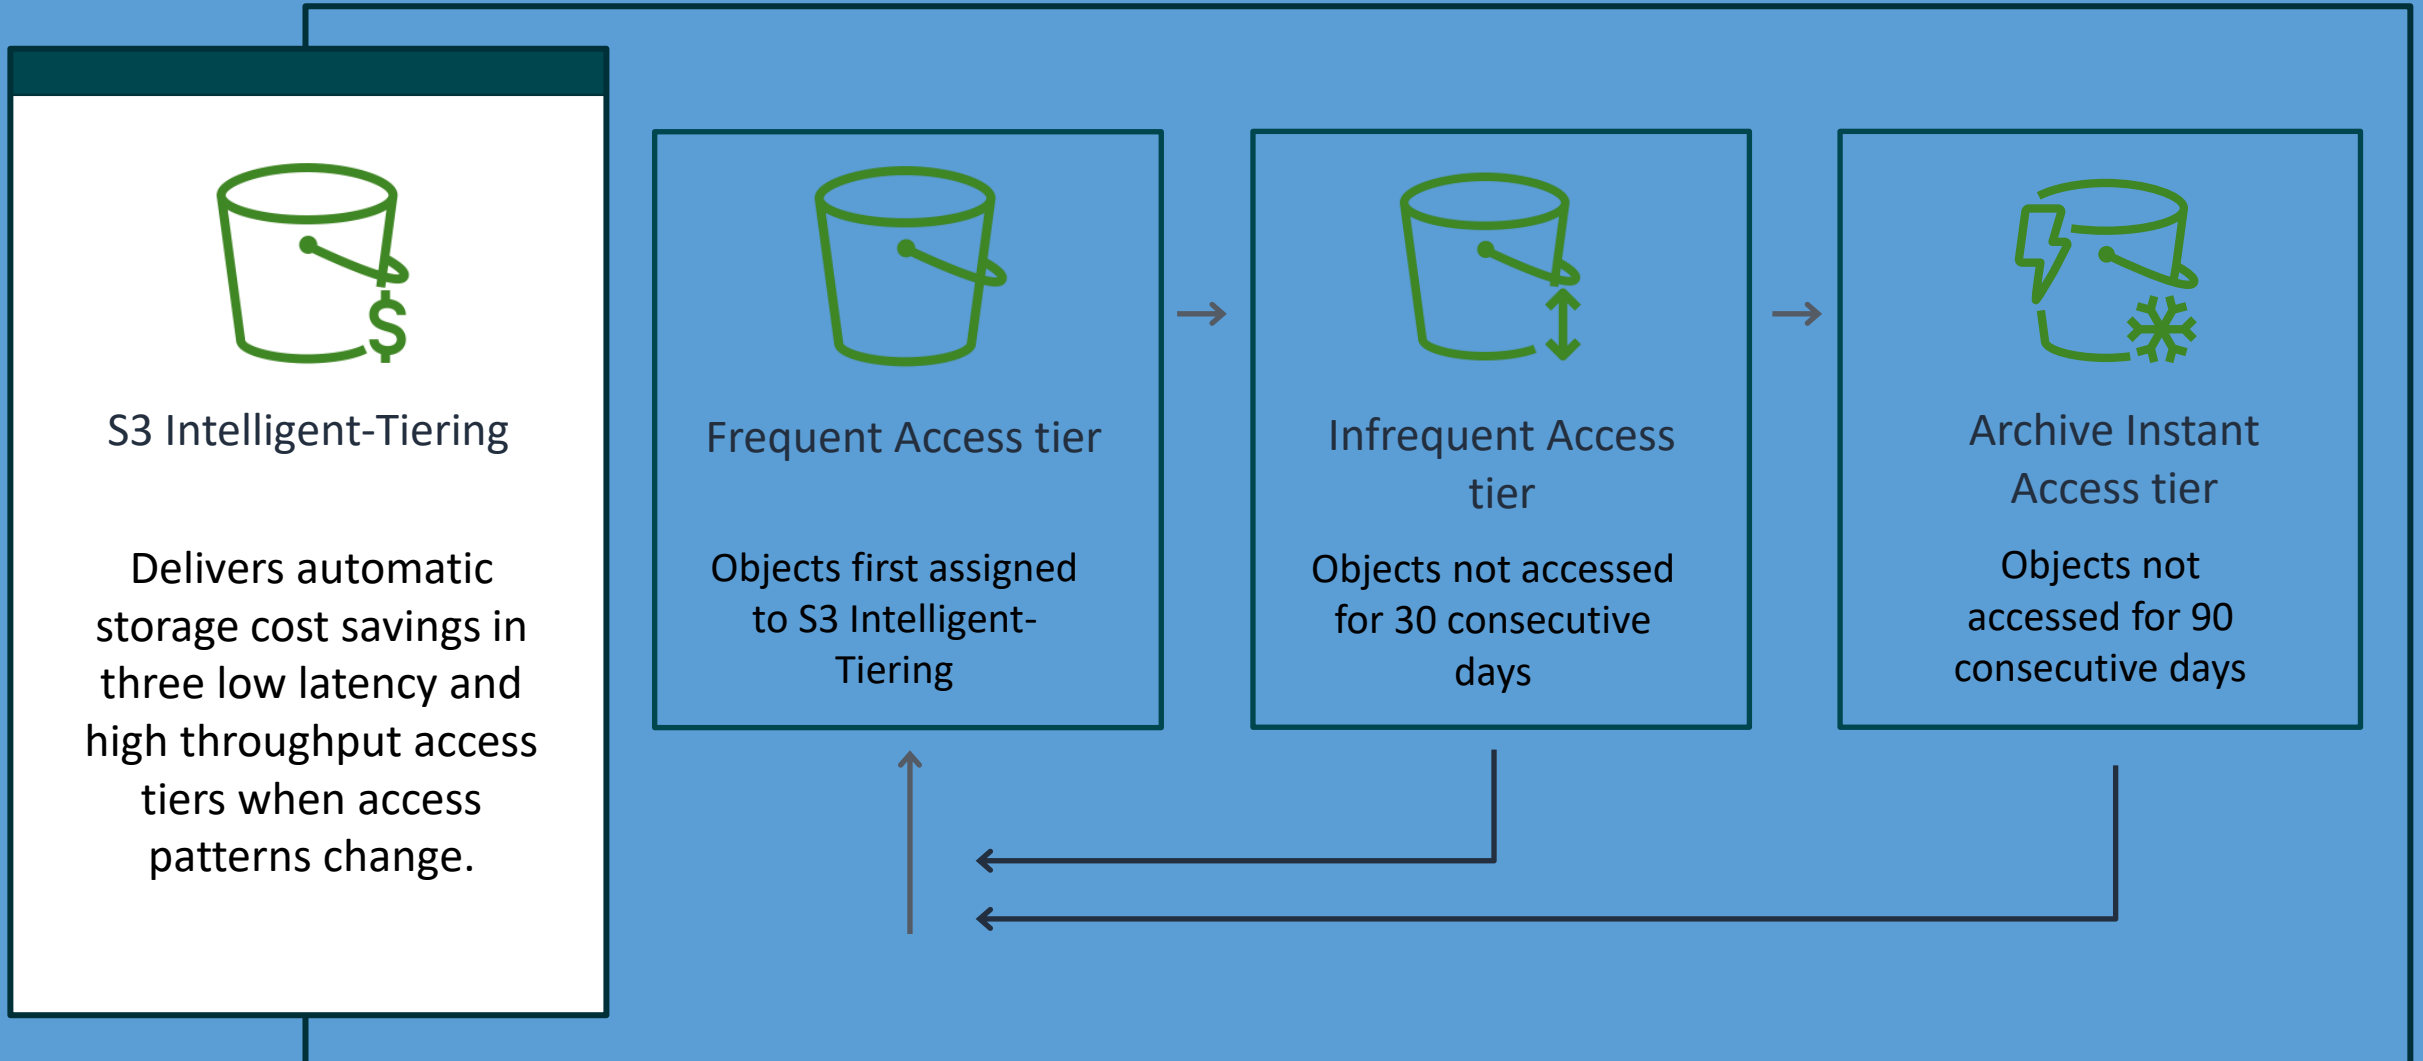 S3 Intelligent-Tiering
Delivers automatic
storage cost savings in
three low latency and
high throughput access
tiers when access
patterns change.
Frequent Access tier
Objects first assigned
to S3 Intelligent-
Tiering
Infrequent Access
tier
Objects not accessed
for 30 consecutive
days
Archive Instant
Access tier
Objects not
accessed for 90
consecutive days